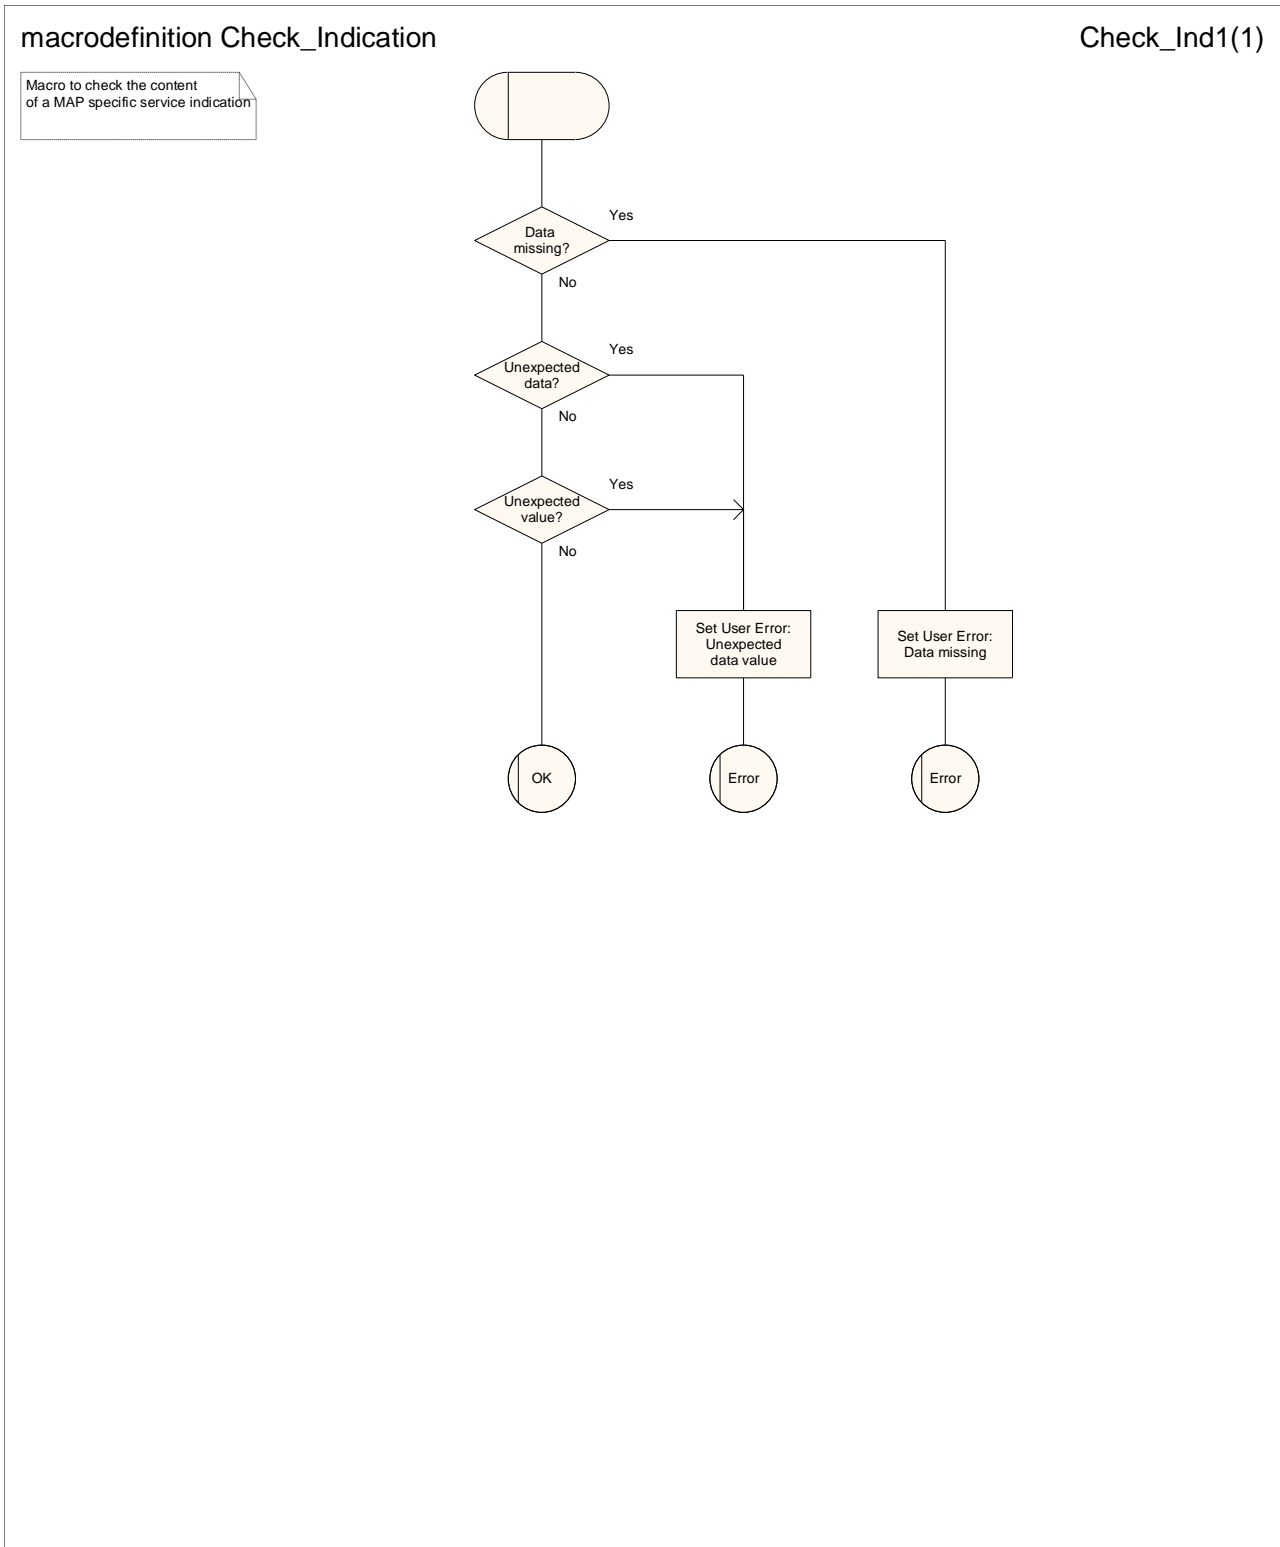 macrodefinition Check_Indication
Check_Ind1(1)
Macro to check the content
of a MAP specific service indication
Yes
Data
missing?
No
Yes
Unexpected
data?
No
Yes
Unexpected
value?
No
Set User Error:
Unexpected
data value
Set User Error:
Data missing
OK
Error
Error